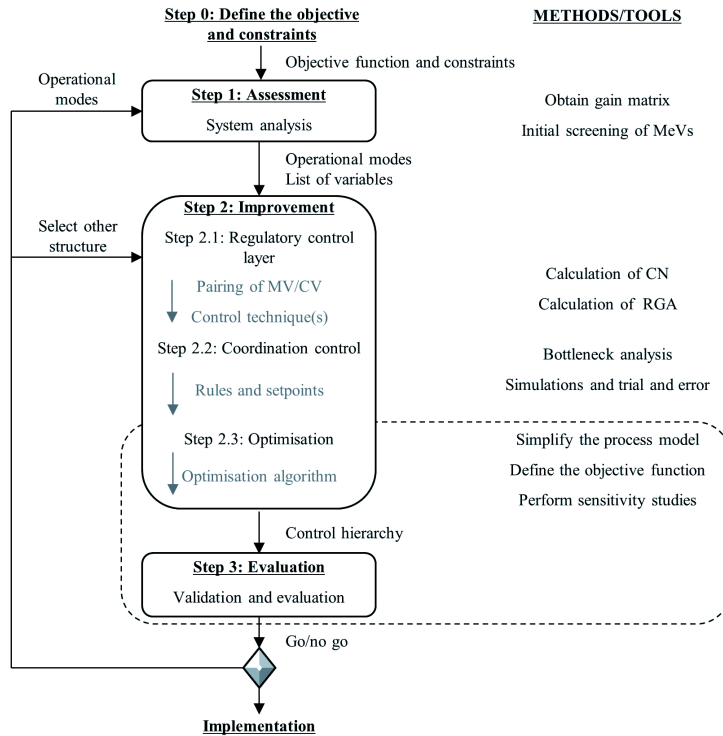 Step 0: Define the objective
and constraints
METHODS/TOOLS
Objective function and constraints
Operational
modes
Step 1: Assessment
System analysis
Obtain gain matrix
Initial screening of MeVs
Operational modes
List of variables
Select other
structure
Step 2: Improvement
Step 2.1: Regulatory control
layer
Pairing of MV/CV
Control technique(s)
Calculation of CN
Calculation of RGA
Step 2.2: Coordination control
Rules and setpoints
Bottleneck analysis
Simulations and trial and error
Step 2.3: Optimisation
Optimisation algorithm
Simplify the process model
Define the objective function
Perform sensitivity studies
Control hierarchy
Step 3: Evaluation
Validation and evaluation
Go/no go
Implementation